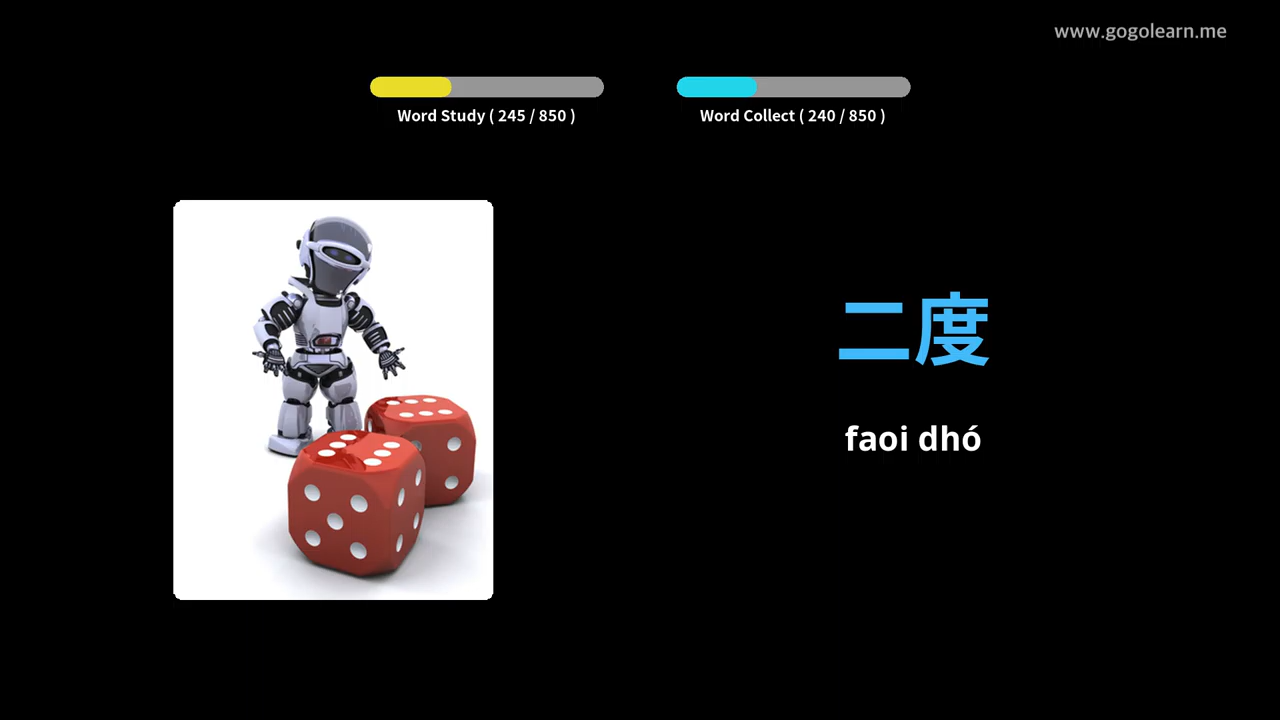 www.gogolearn.me
Word Study ( 245 / 850 )
Word Collect ( 240 / 850 )
二度
faoi dhó